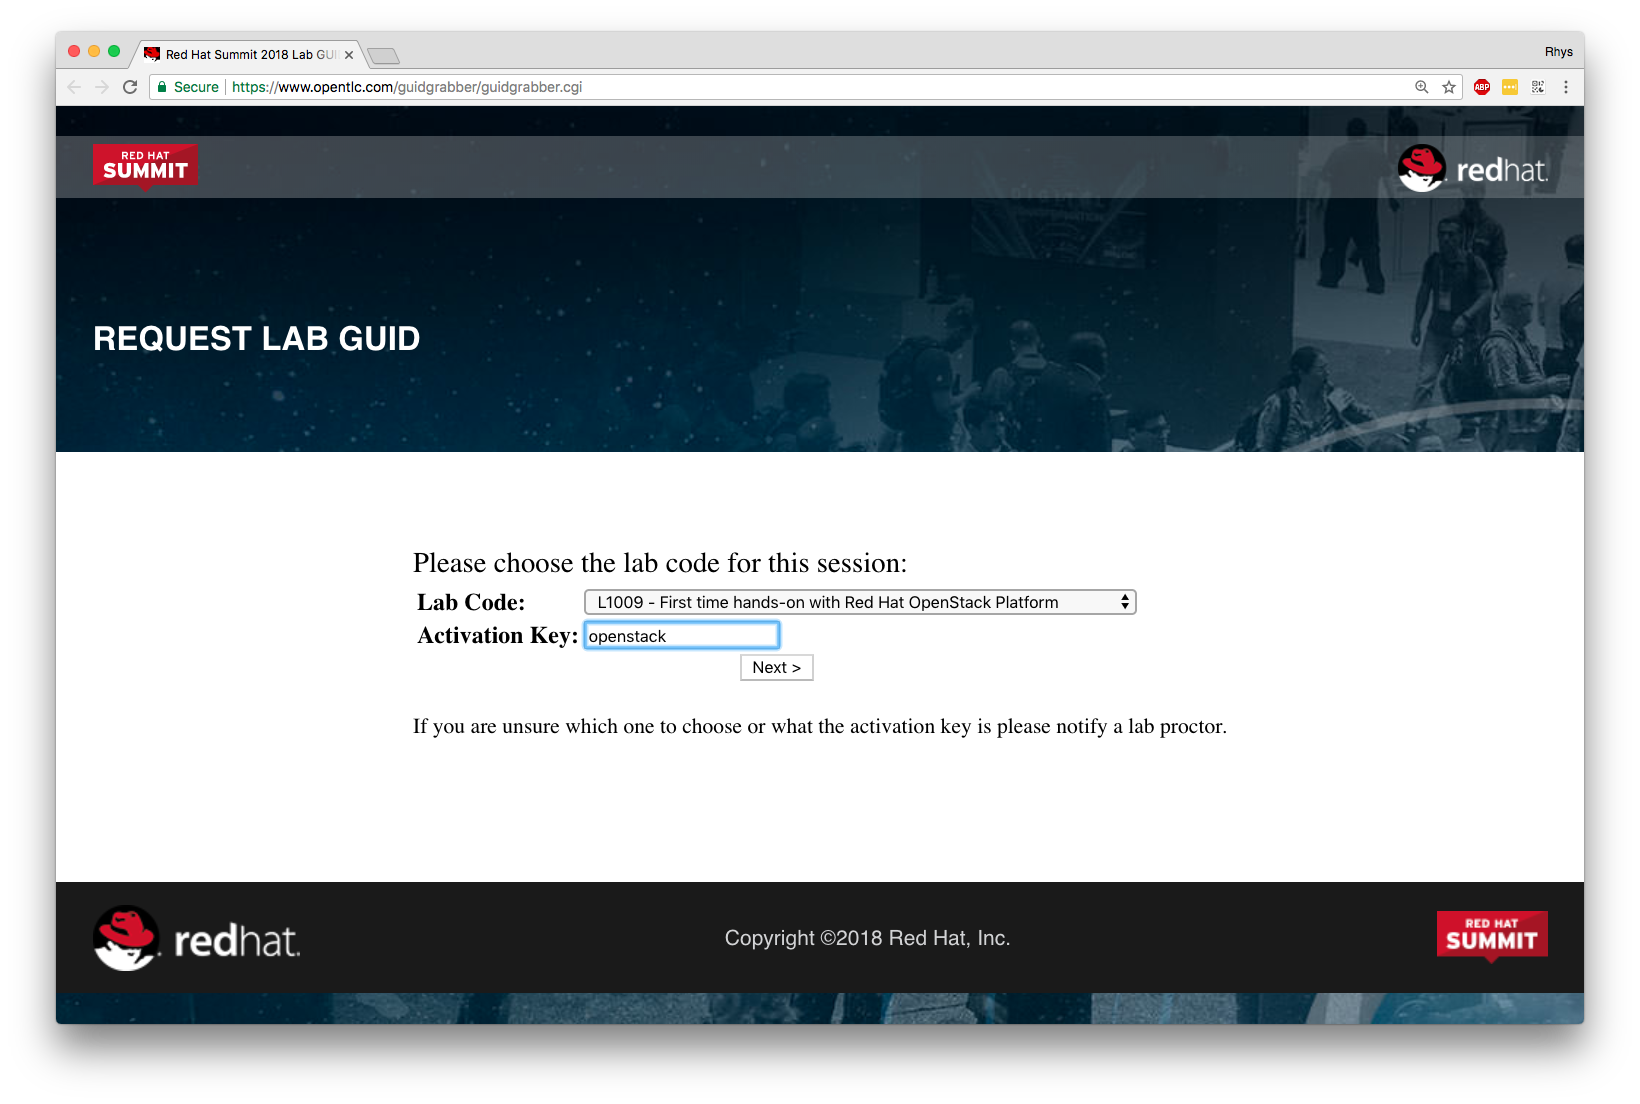 Red Hat Summit 2018 Lab GUI
Rhys
Secure
https://www.opentlc.com/guidgrabber/guidgrabber.cgi
ABP
RED HAT
SUMMIT
redhat.
REQUEST LAB GUID
Please choose the lab code for this session:
Lab Code: L1009 - First time hands-on with Red Hat OpenStack Platform
Activation Key: openstack
Next >
If you are unsure which one to choose or what the activation key is please notify a lab proctor.
redhat.
Copyright ©2018 Red Hat, Inc.
RED HAT
SUMMIT